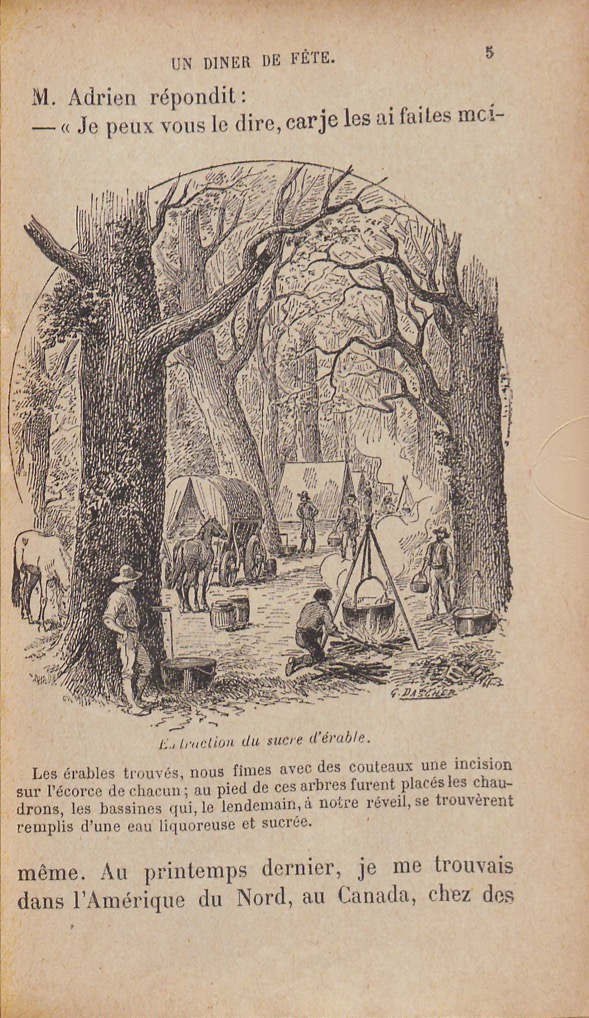 UN DINER DE FÊTE.
5
M. Adrien répondit :
— « Je peux vous le dire, car je les ai faites moi-
G. DASCHER
Extraction du sucre d'érable.
Les érables trouvés, nous fîmes avec des couteaux une incision
sur l'écorce de chacun ; au pied de ces arbres furent placés les chau-
drons, les bassines qui, le lendemain, à notre réveil, se trouvèrent
remplis d'une eau liquoreuse et sucrée.
même. Au printemps dernier, je me trouvais
dans l'Amérique du Nord, au Canada, chez des